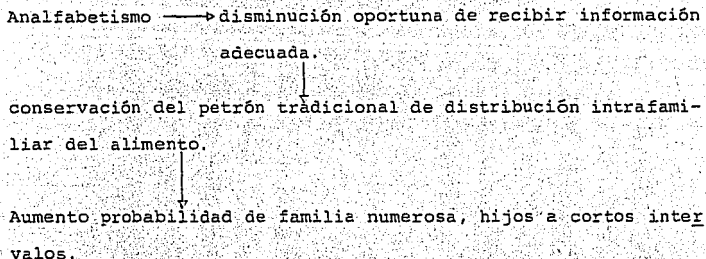 Analfabetismo ⟶ disminución oportuna de recibir información
adecuada.
conservación del petrón tradicional de distribución intrafami-
liar del alimento.
Aumento probabilidad de familia numerosa, hijos a cortos inter
valos.